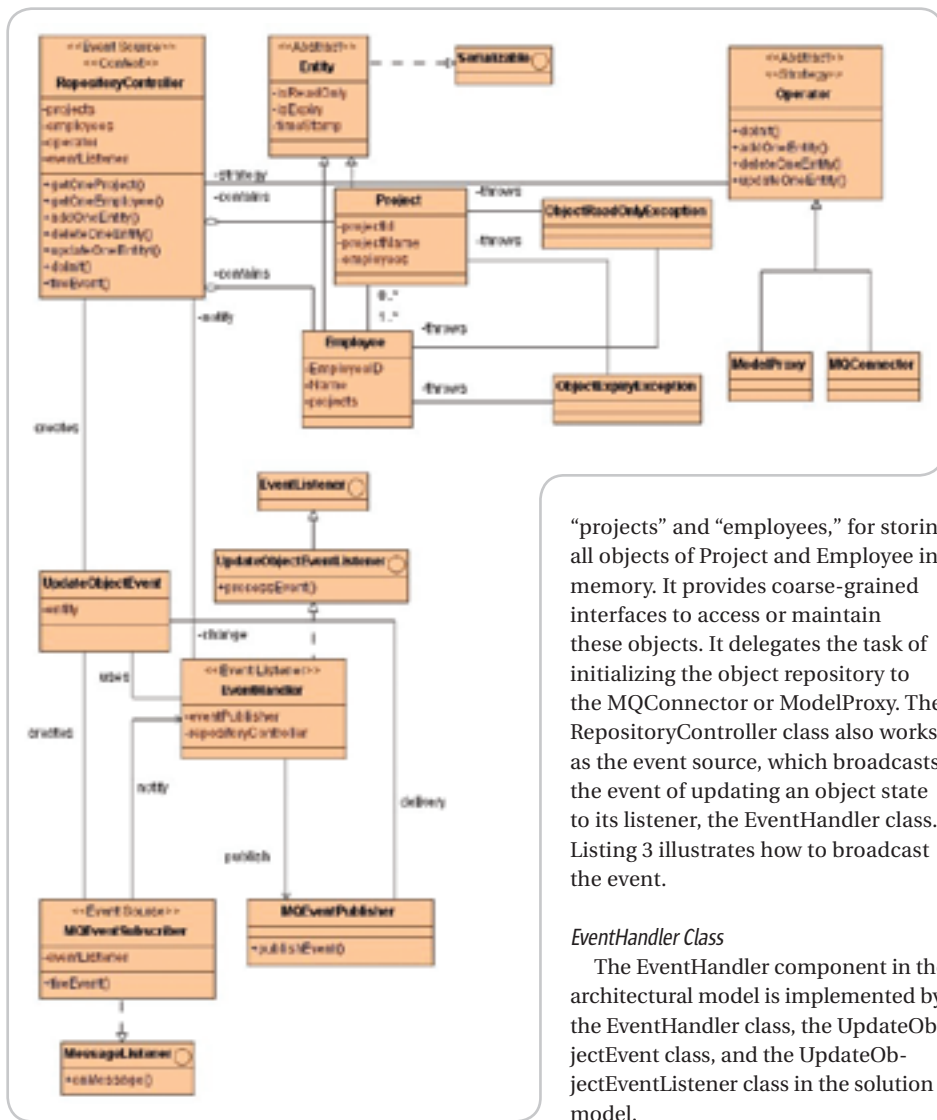 <<Event Source>>
<<Context>>
RepositoryController
-projects
-employees
-operator
-eventListener
+getOneProject()
+getOneEmployee()
+addOneEntity()
+deleteOneEntity()
+updateOneEntity()
+doInit()
+fireEvent()
<<Abstract>>
Entity
-isReadOnly
-isExpiry
-timeStamp
Serializable
<<Abstract>>
<<Strategy>>
Operator
+doInit()
+addOneEntity()
+deleteOneEntity()
+updateOneEntity()
-strategy
-contains
Project
-projectId
-projectName
-employees
-throws
ObjectReadOnlyException
-throws
-contains
0..*
1..*
-notify
Employee
-EmployeeID
-Name
-projects
-throws
-throws
ObjectExpiryException
ModelProxy
MQConnector
creates
EventListener
UpdateObjectEventListener
+processEvent()
UpdateObjectEvent
-entity
-change
uses
<<Event Listener>>
EventHandler
-eventPublisher
-repositoryController
creates
notify
delivery
publish
<<Event Source>>
MQEventSubscriber
-eventListener
+fireEvent()
MQEventPublisher
+publishEvent()
MessageListener
+onMessage()
“projects” and “employees,” for storin
all objects of Project and Employee in
memory. It provides coarse-grained
interfaces to access or maintain
these objects. It delegates the task of
initializing the object repository to
the MQConnector or ModelProxy. The
RepositoryController class also works
as the event source, which broadcasts
the event of updating an object state
to its listener, the EventHandler class.
Listing 3 illustrates how to broadcast
the event.
EventHandler Class
The EventHandler component in th
architectural model is implemented by
the EventHandler class, the UpdateOb
jectEvent class, and the UpdateOb-
jectEventListener class in the solution
model.